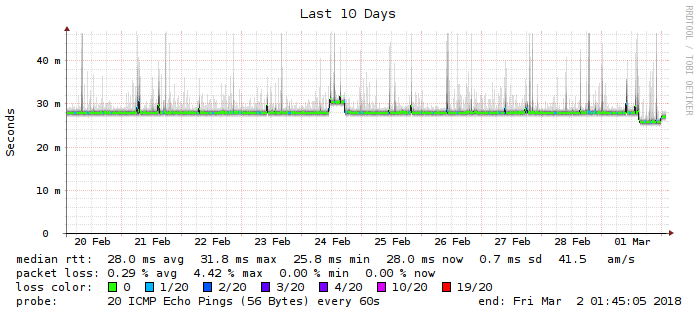 Last 10 Days
RRDTOOL / TOBI OETIKER
Seconds
40 m
30 m
20 m
10 m
0
20 Feb 21 Feb 22 Feb 23 Feb 24 Feb 25 Feb 26 Feb 27 Feb 28 Feb 01 Mar
median rtt: 28.0 ms avg 31.8 ms max 25.8 ms min 28.0 ms now 0.7 ms sd 41.5 am/s
packet loss: 0.29 % avg 4.42 % max 0.00 % min 0.00 % now
loss color: 0 1/20 2/20 3/20 4/20 10/20 19/20
probe: 20 ICMP Echo Pings (56 Bytes) every 60s end: Fri Mar 2 01:45:05 2018